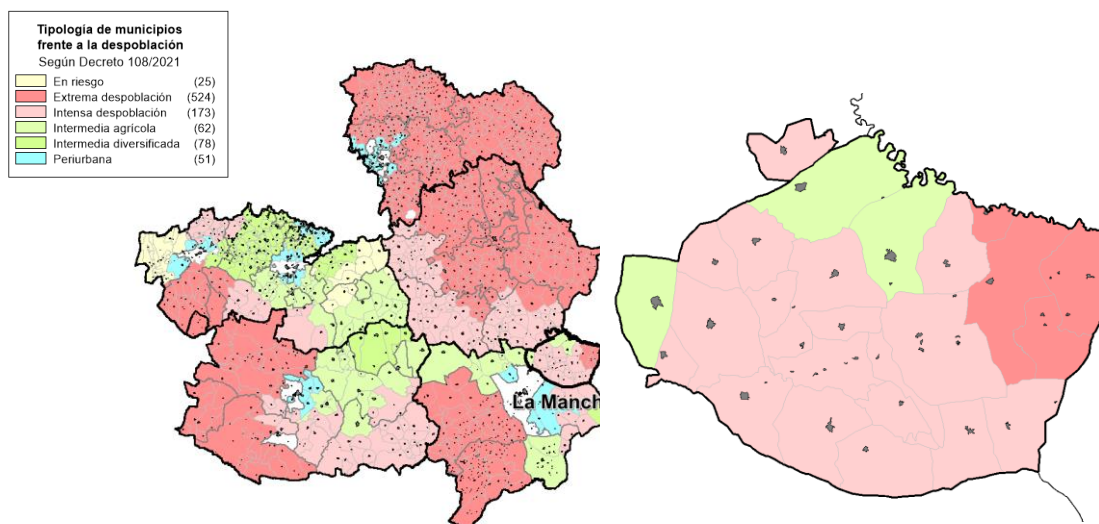 Tipología de municipios
frente a la despoblación
Según Decreto 108/2021
En riesgo (25)
Extrema despoblación (524)
Intensa despoblación (173)
Intermedia agrícola (62)
Intermedia diversificada (78)
Periurbana (51)
La Manch